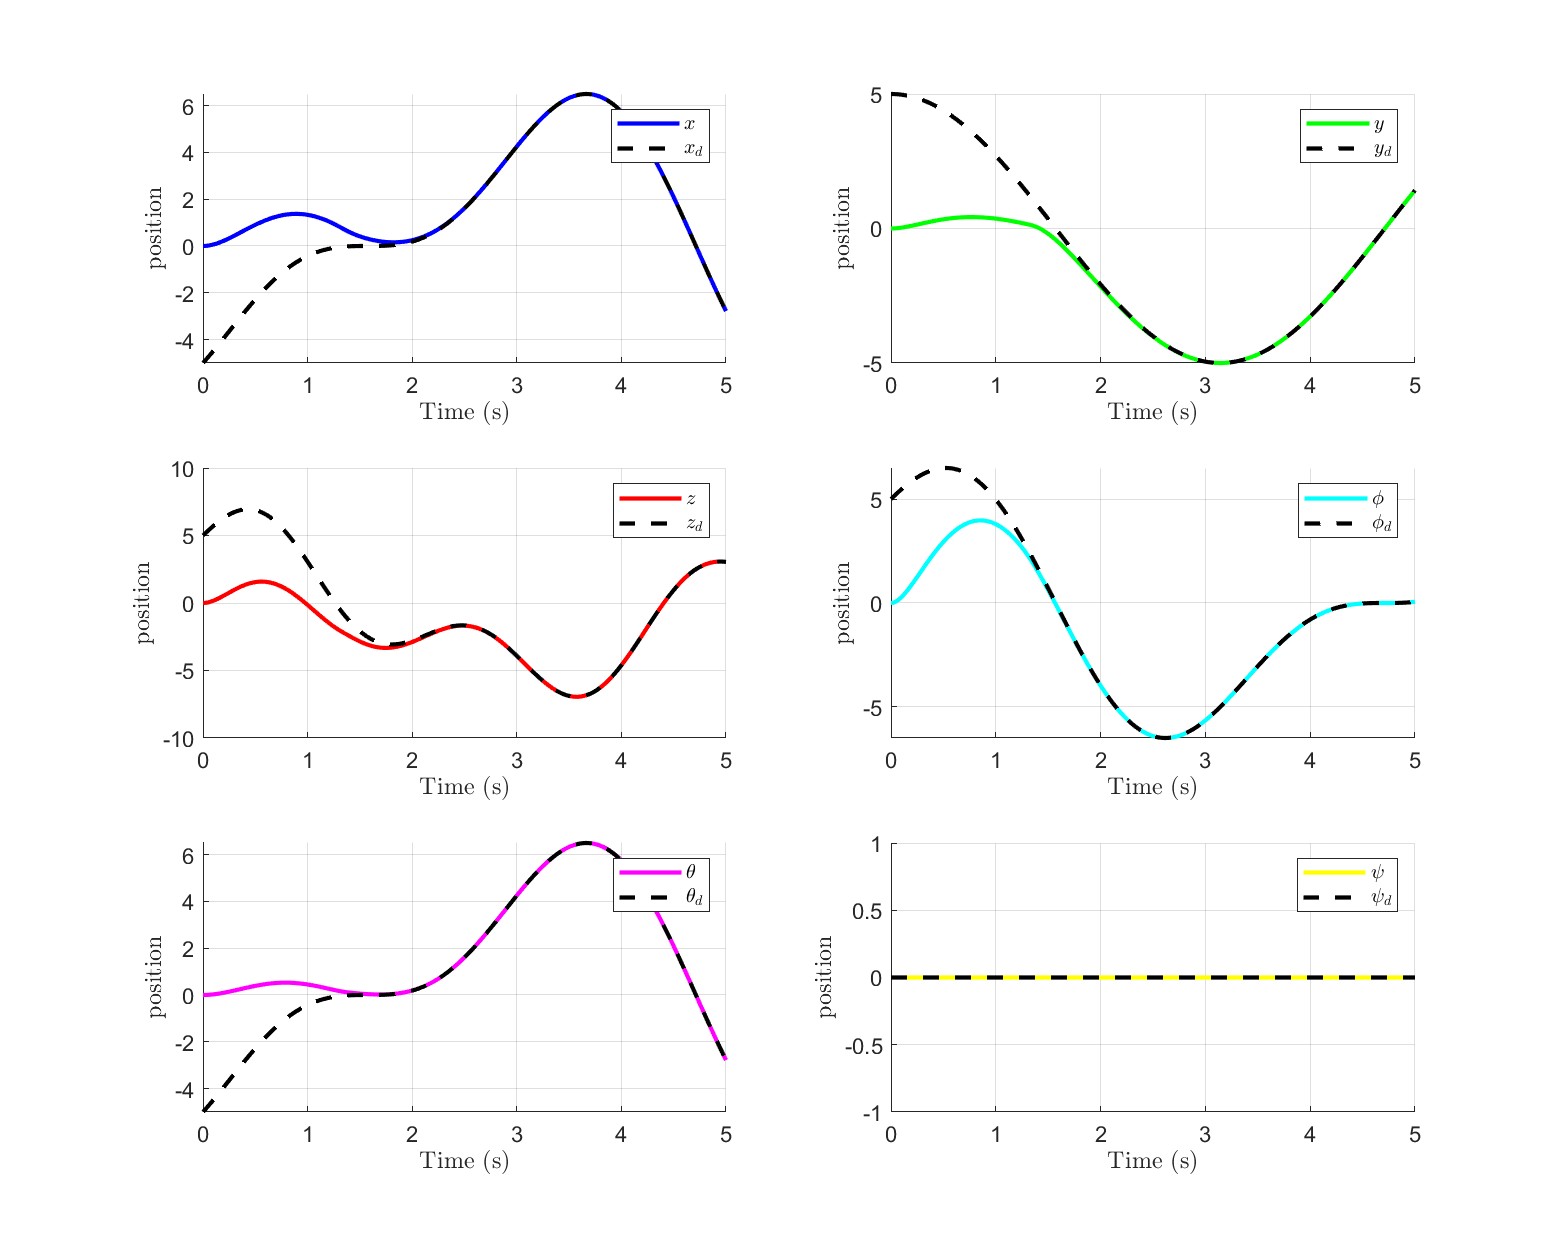 6
4
2
0
-2
-4
position
x
x_d
0 1 2 3 4 5
Time (s)
5
0
-5
position
y
y_d
0 1 2 3 4 5
Time (s)
10
5
0
-5
-10
position
z
z_d
0 1 2 3 4 5
Time (s)
5
0
-5
position
ϕ
ϕ_d
0 1 2 3 4 5
Time (s)
6
4
2
0
-2
-4
position
θ
θ_d
0 1 2 3 4 5
Time (s)
1
0.5
0
-0.5
-1
position
ψ
ψ_d
0 1 2 3 4 5
Time (s)